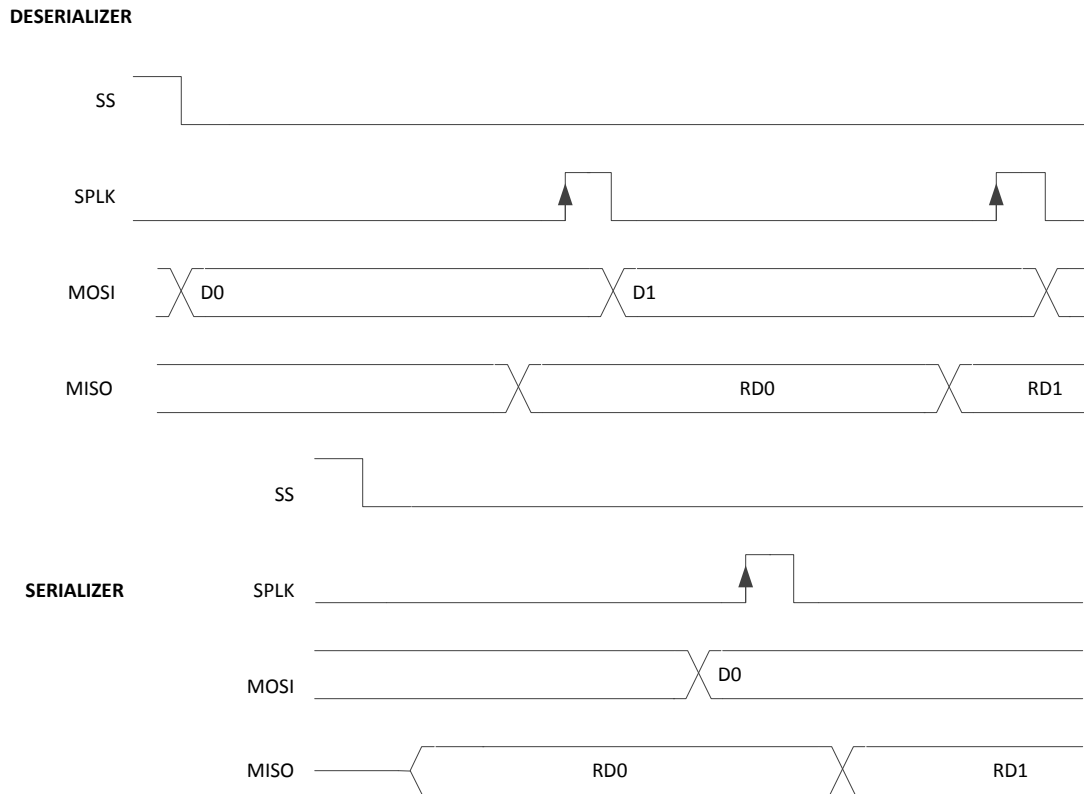 DESERIALIZER
SS
SPLK
MOSI D0 D1
MISO RD0 RD1
SS
SERIALIZER SPLK
MOSI D0
MISO RD0 RD1